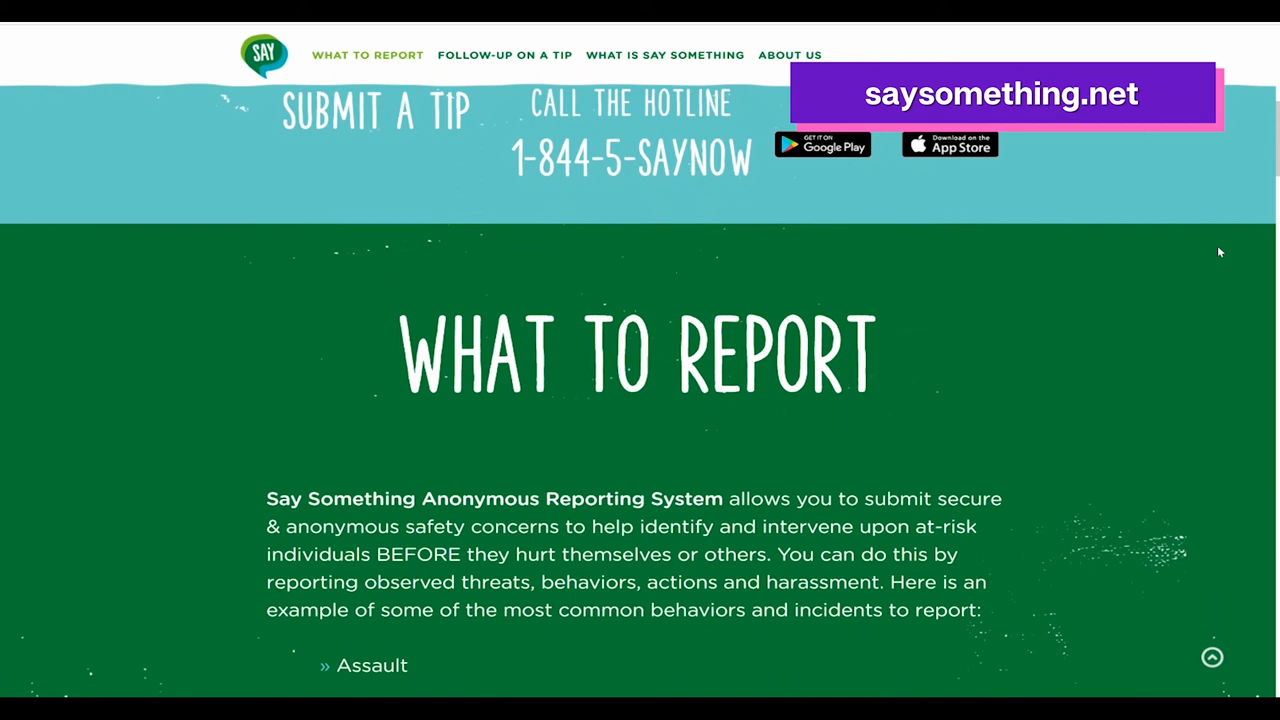 SAY
WHAT TO REPORT FOLLOW-UP ON A TIP WHAT IS SAY SOMETHING ABOUT US
saysomething.net
SUBMIT A TIP
CALL THE HOTLINE
1-844-5-SAYNOW
GET IT ON
Google Play
Download on the
App Store
WHAT TO REPORT
Say Something Anonymous Reporting System allows you to submit secure
& anonymous safety concerns to help identify and intervene upon at-risk
individuals BEFORE they hurt themselves or others. You can do this by
reporting observed threats, behaviors, actions and harassment. Here is an
example of some of the most common behaviors and incidents to report:
» Assault